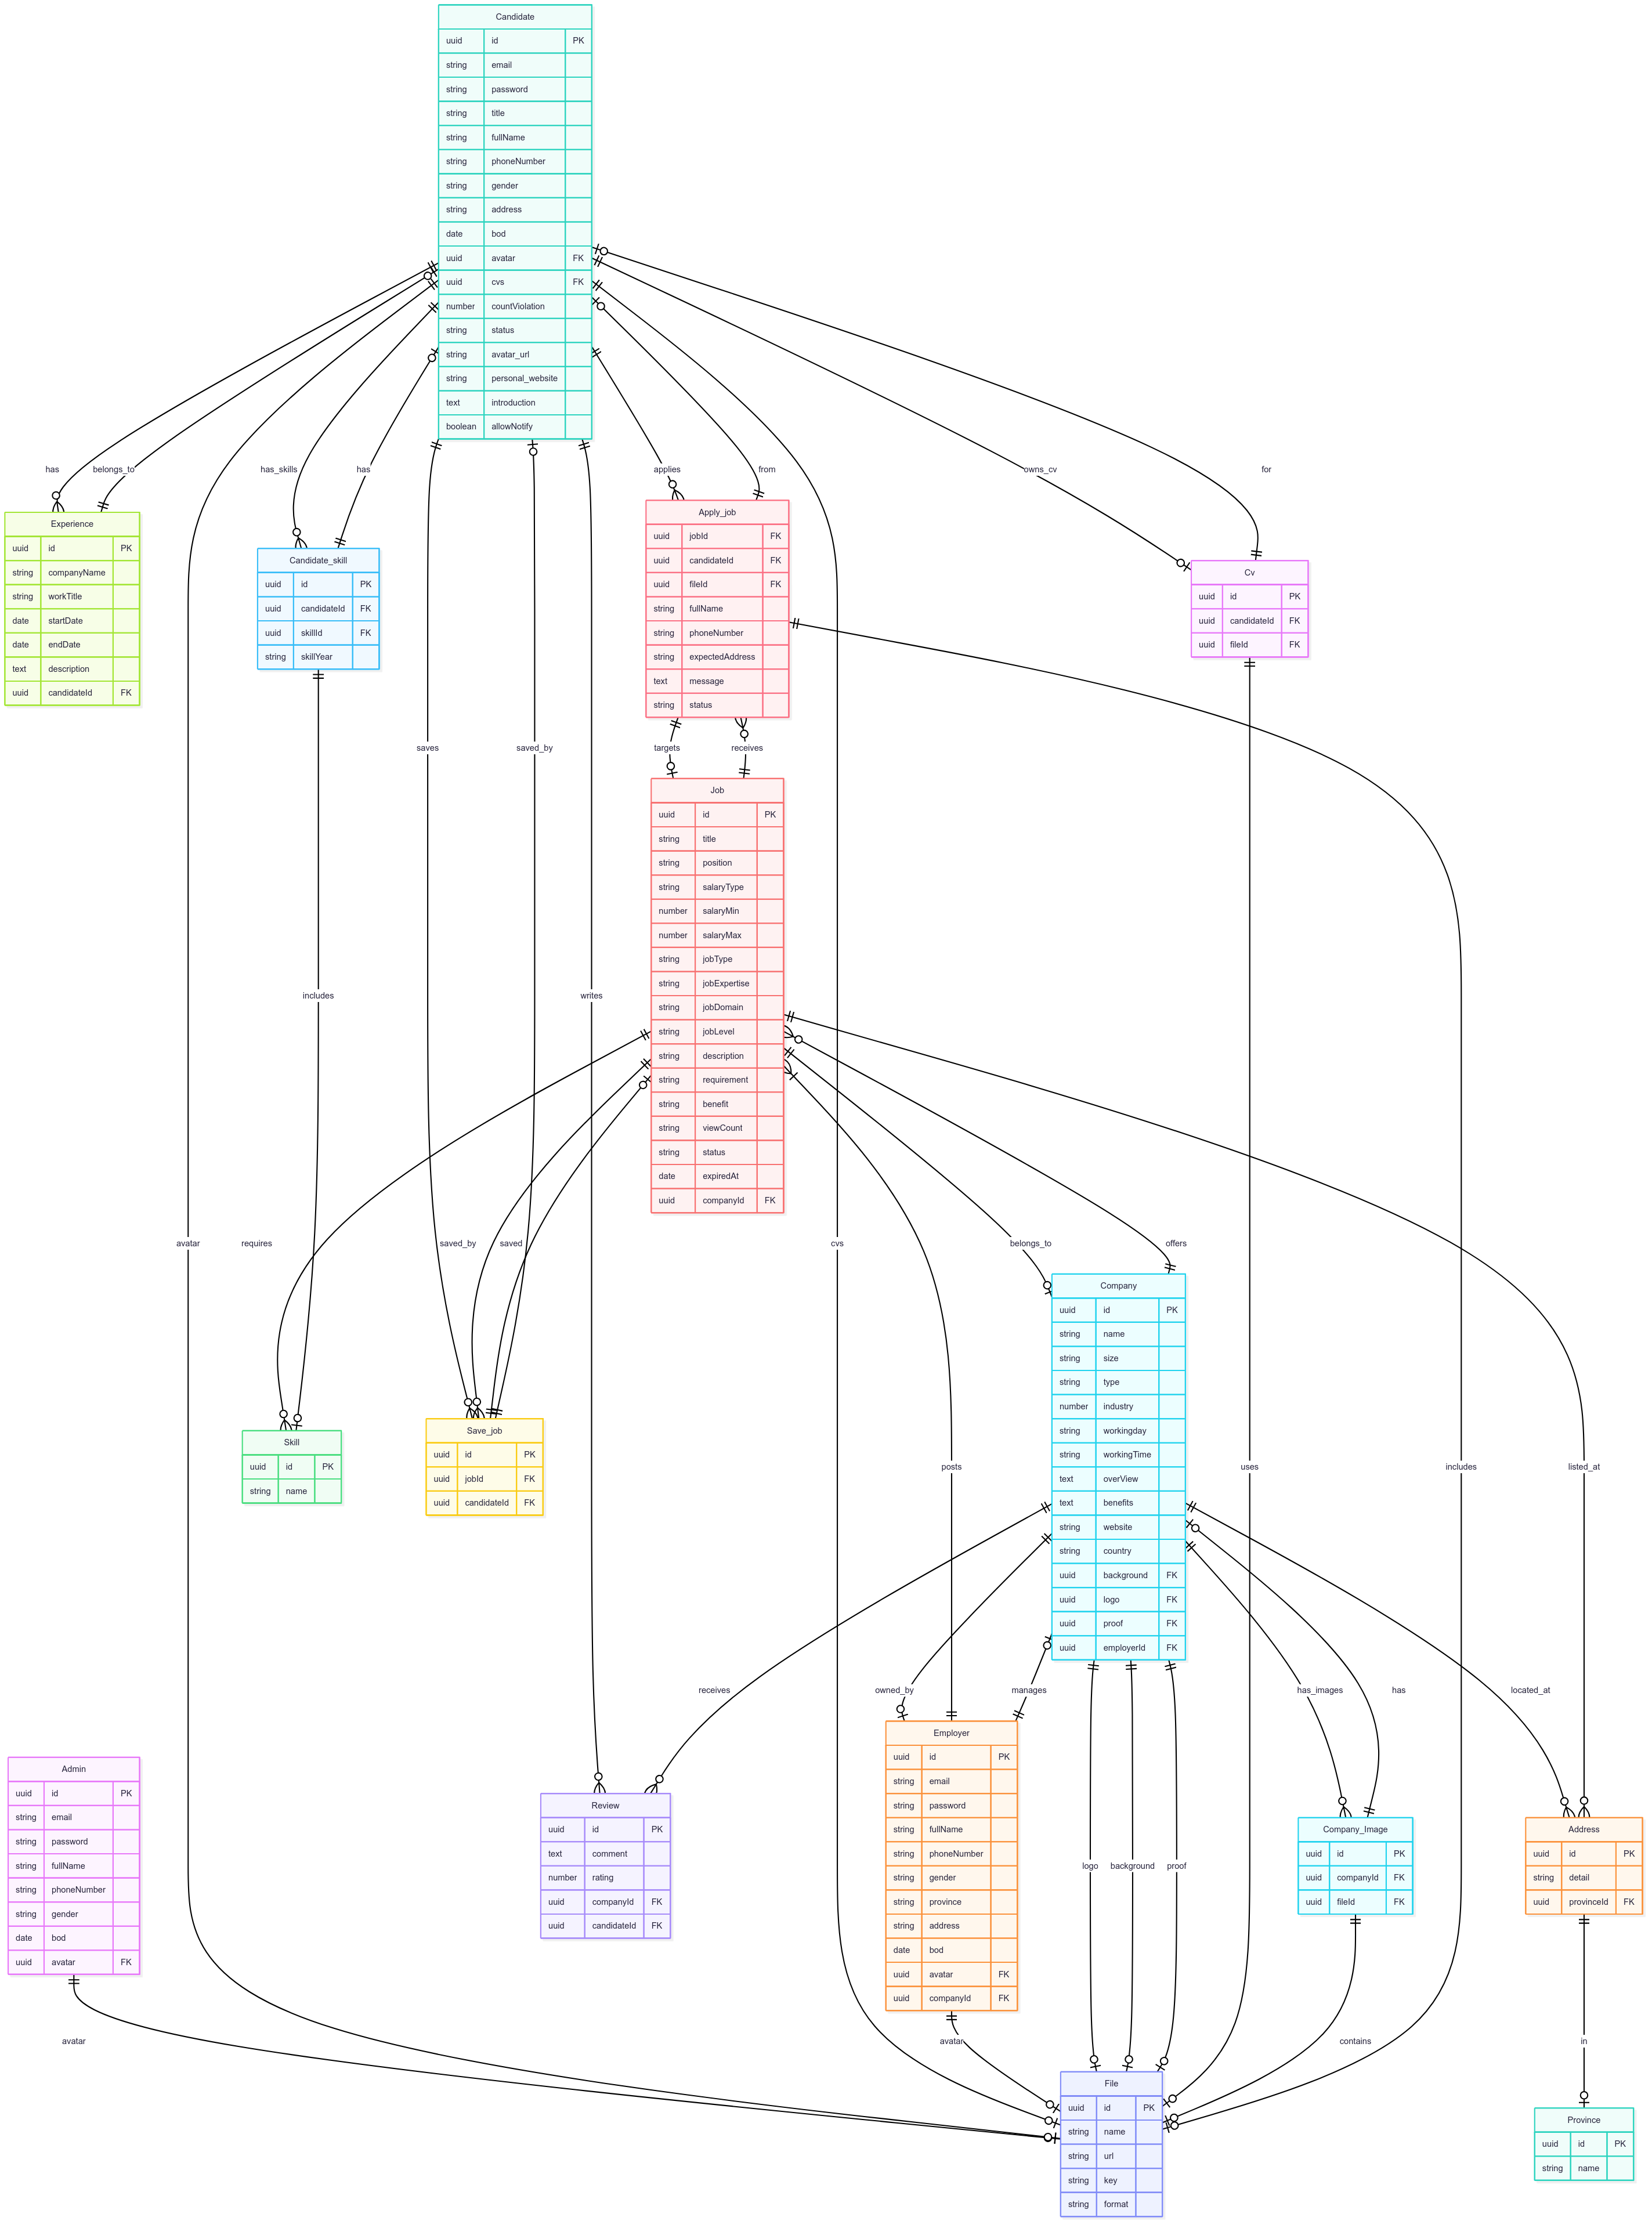 Candidate
uuid id PK
string email
string password
string title
string fullName
string phoneNumber
string gender
string address
date bod
uuid avatar FK
uuid cvs FK
number countViolation
string status
string avatar_url
string personal_website
text introduction
boolean allowNotify
has
belongs_to
has_skills
has
applies
from
owns_cv
for
Experience
uuid id PK
string companyName
string workTitle
date startDate
date endDate
text description
uuid candidateId FK
Candidate_skill
uuid id PK
uuid candidateId FK
uuid skillId FK
string skillYear
Apply_job
uuid jobId FK
uuid candidateId FK
uuid fileId FK
string fullName
string phoneNumber
string expectedAddress
text message
string status
Cv
uuid id PK
uuid candidateId FK
uuid fileId FK
saves
saved_by
targets
receives
Job
uuid id PK
string title
string position
string salaryType
number salaryMin
number salaryMax
string jobType
string jobExpertise
string jobDomain
string jobLevel
string description
string requirement
string benefit
string viewCount
string status
date expiredAt
uuid companyId FK
includes
writes
avatar
requires
saved_by
saved
cvs
belongs_to
offers
Company
uuid id PK
string name
string size
string type
number industry
string workingday
string workingTime
text overView
text benefits
string website
string country
uuid background FK
uuid logo FK
uuid proof FK
uuid employerId FK
Skill
uuid id PK
string name
Save_job
uuid id PK
uuid jobId FK
uuid candidateId FK
posts
uses
includes
listed_at
receives
owned_by
manages
has_images
has
located_at
Admin
uuid id PK
string email
string password
string fullName
string phoneNumber
string gender
date bod
uuid avatar FK
Review
uuid id PK
text comment
number rating
uuid companyId FK
uuid candidateId FK
Employer
uuid id PK
string email
string password
string fullName
string phoneNumber
string gender
string province
string address
date bod
uuid avatar FK
uuid companyId FK
logo
background
proof
Company_Image
uuid id PK
uuid companyId FK
uuid fileId FK
Address
uuid id PK
string detail
uuid provinceId FK
avatar
avatar
contains
in
File
uuid id PK
string name
string url
string key
string format
Province
uuid id PK
string name